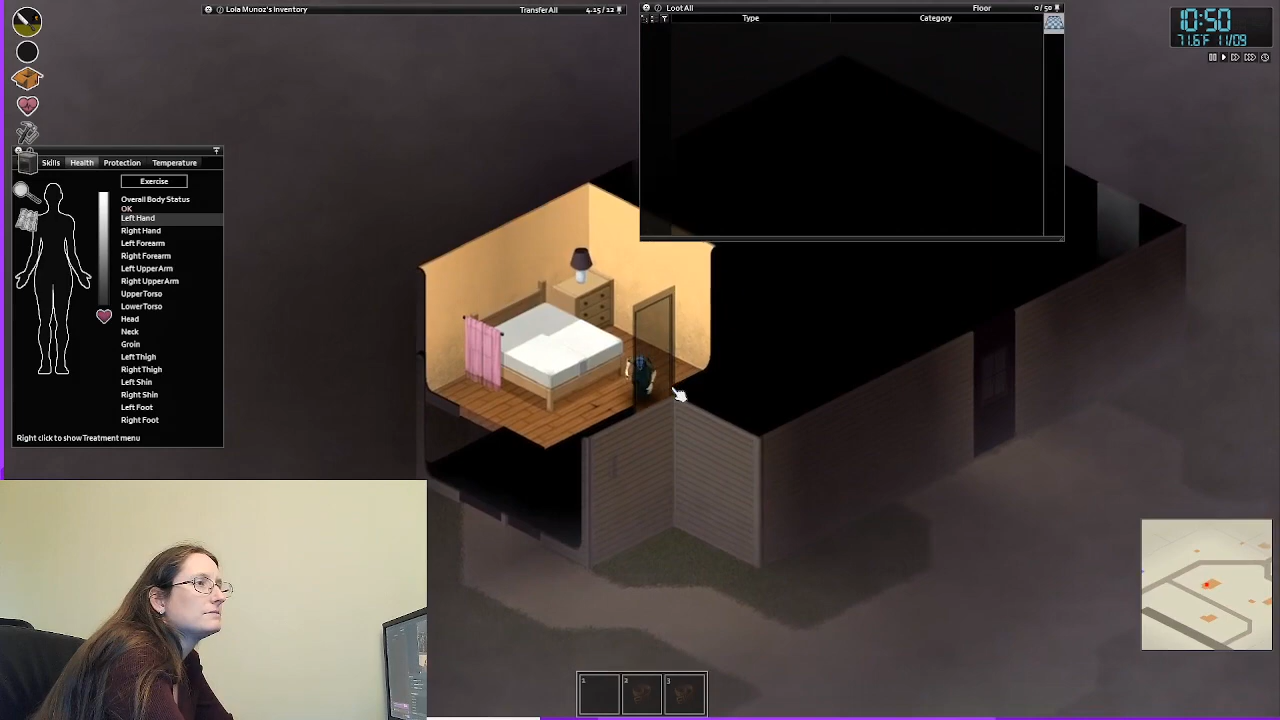 Lola Munoz's Inventory
Transfer All
4.15 / 12
Loot All
Floor
0 / 50
Type
Category
10:50
71.6°F 11/09
Skills
Health
Protection
Temperature
Exercise
Overall Body Status
OK
Left Hand
Right Hand
Left Forearm
Right Forearm
Left Upper Arm
Right Upper Arm
Upper Torso
Lower Torso
Head
Neck
Groin
Left Thigh
Right Thigh
Left Shin
Right Shin
Left Foot
Right Foot
Right click to show Treatment menu
1
2
3